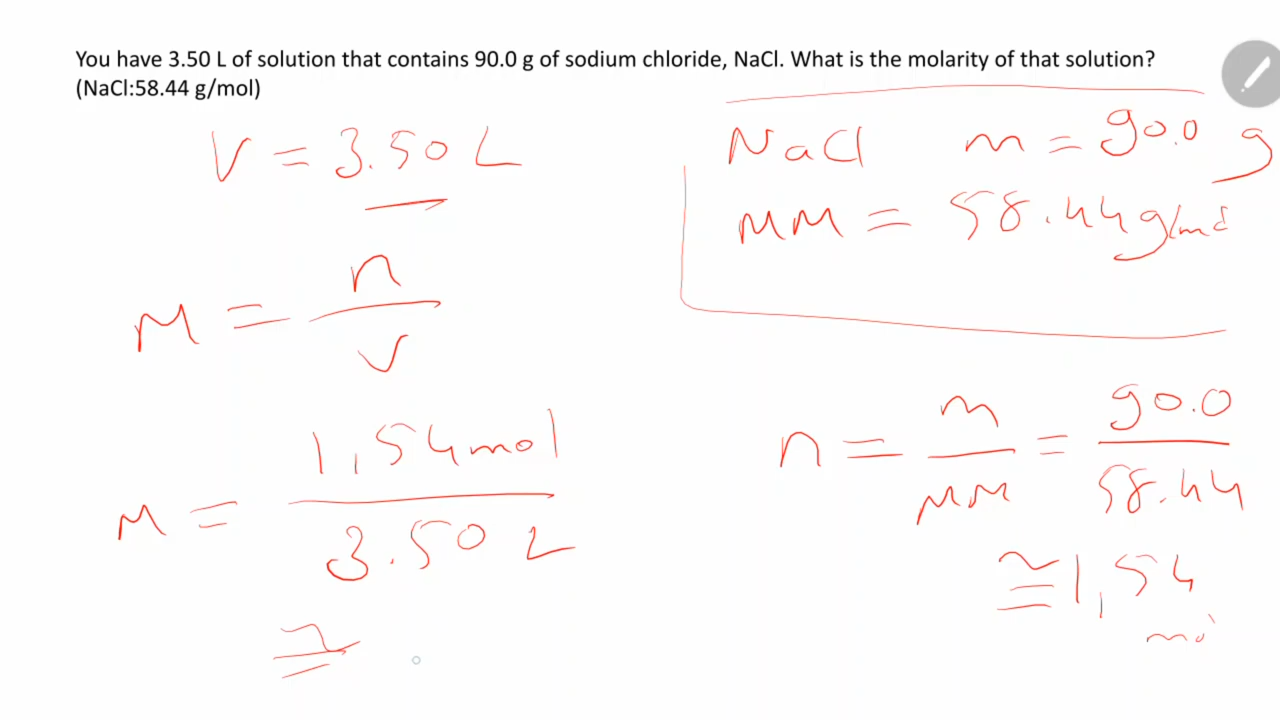 You have 3.50 L of solution that contains 90.0 g of sodium chloride, NaCl. What is the molarity of that solution?
(NaCl:58.44 g/mol)
V = 3.50 L
NaCl m = 90.0 g
MM = 58.44 g/mol
M = n / V
M = 1,54 mol / 3.50 L
≅
n = m / MM = 90.0 / 58.44
≅ 1,54
mol